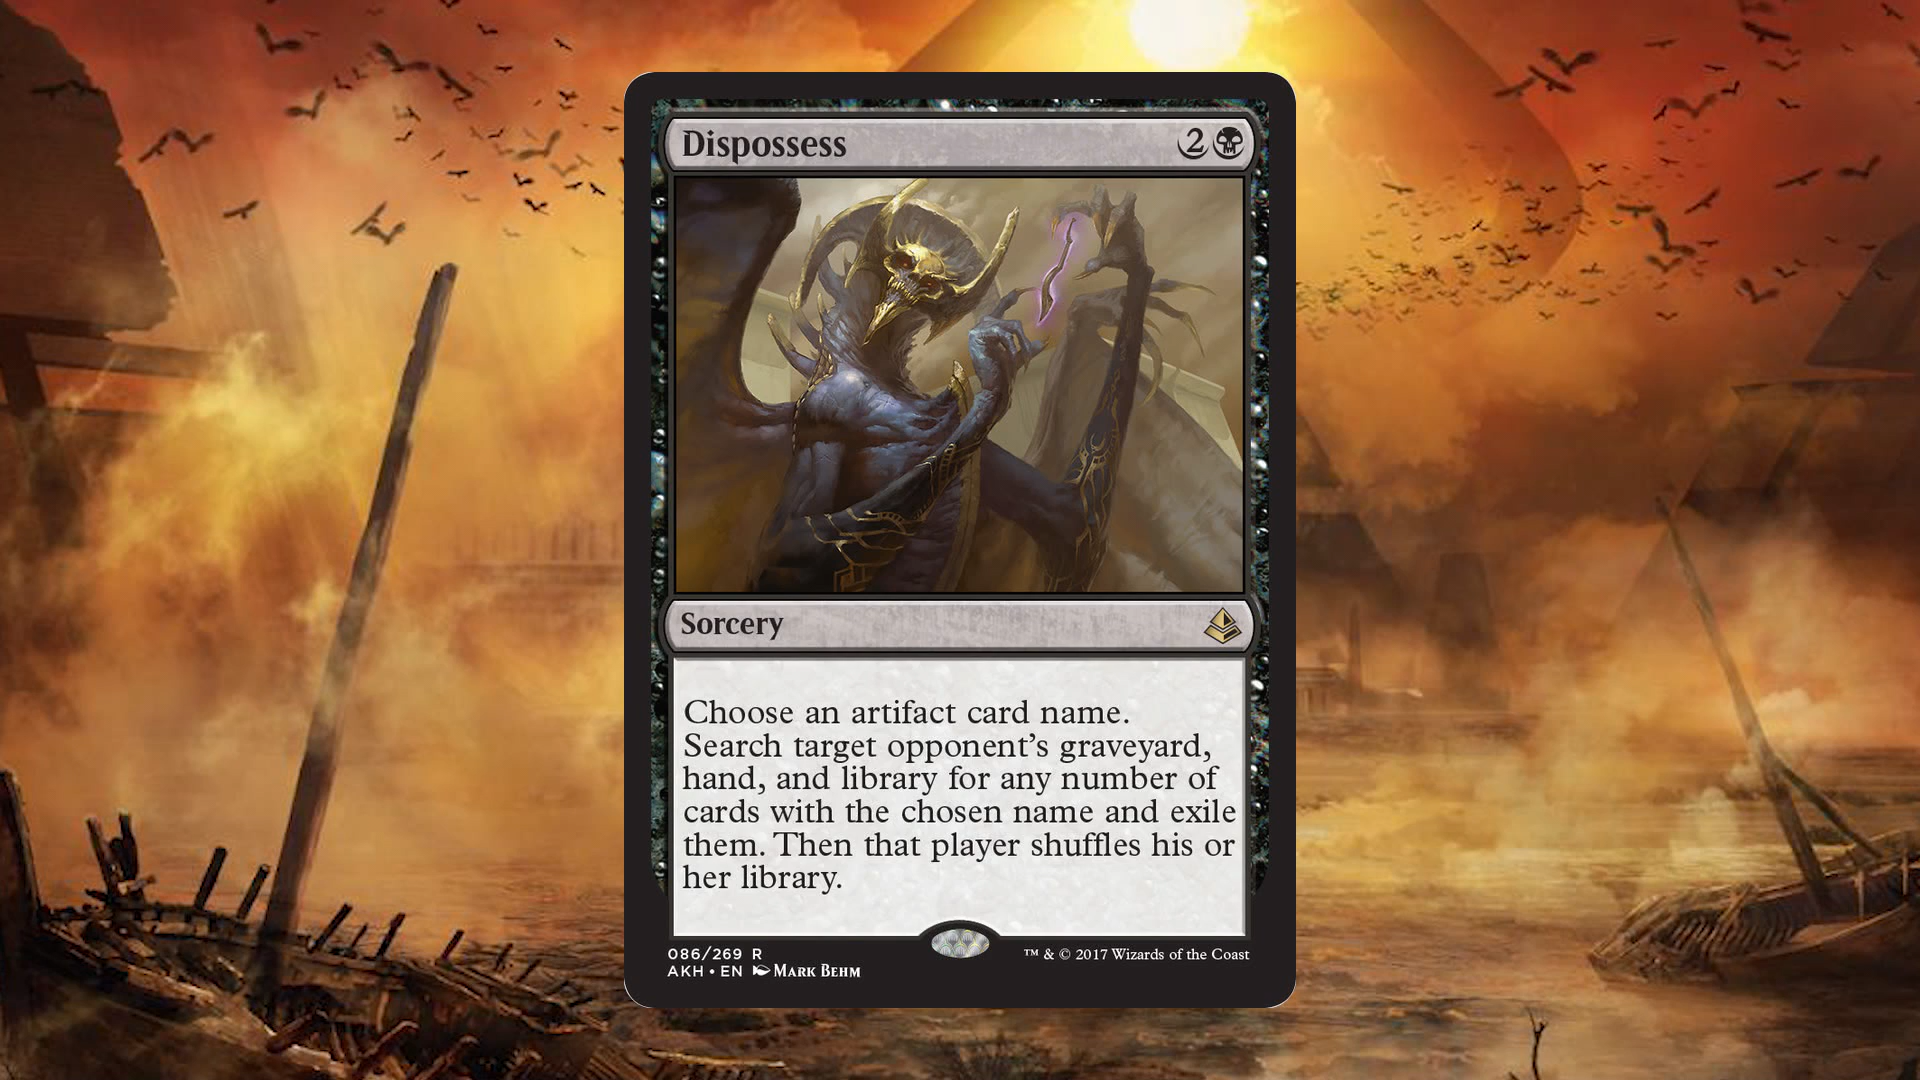 Dispossess 2
Sorcery
Choose an artifact card name.
Search target opponent's graveyard,
hand, and library for any number of
cards with the chosen name and exile
them. Then that player shuffles his or
her library.
086/269 R
AKH • EN MARK BEHM
™ & © 2017 Wizards of the Coast